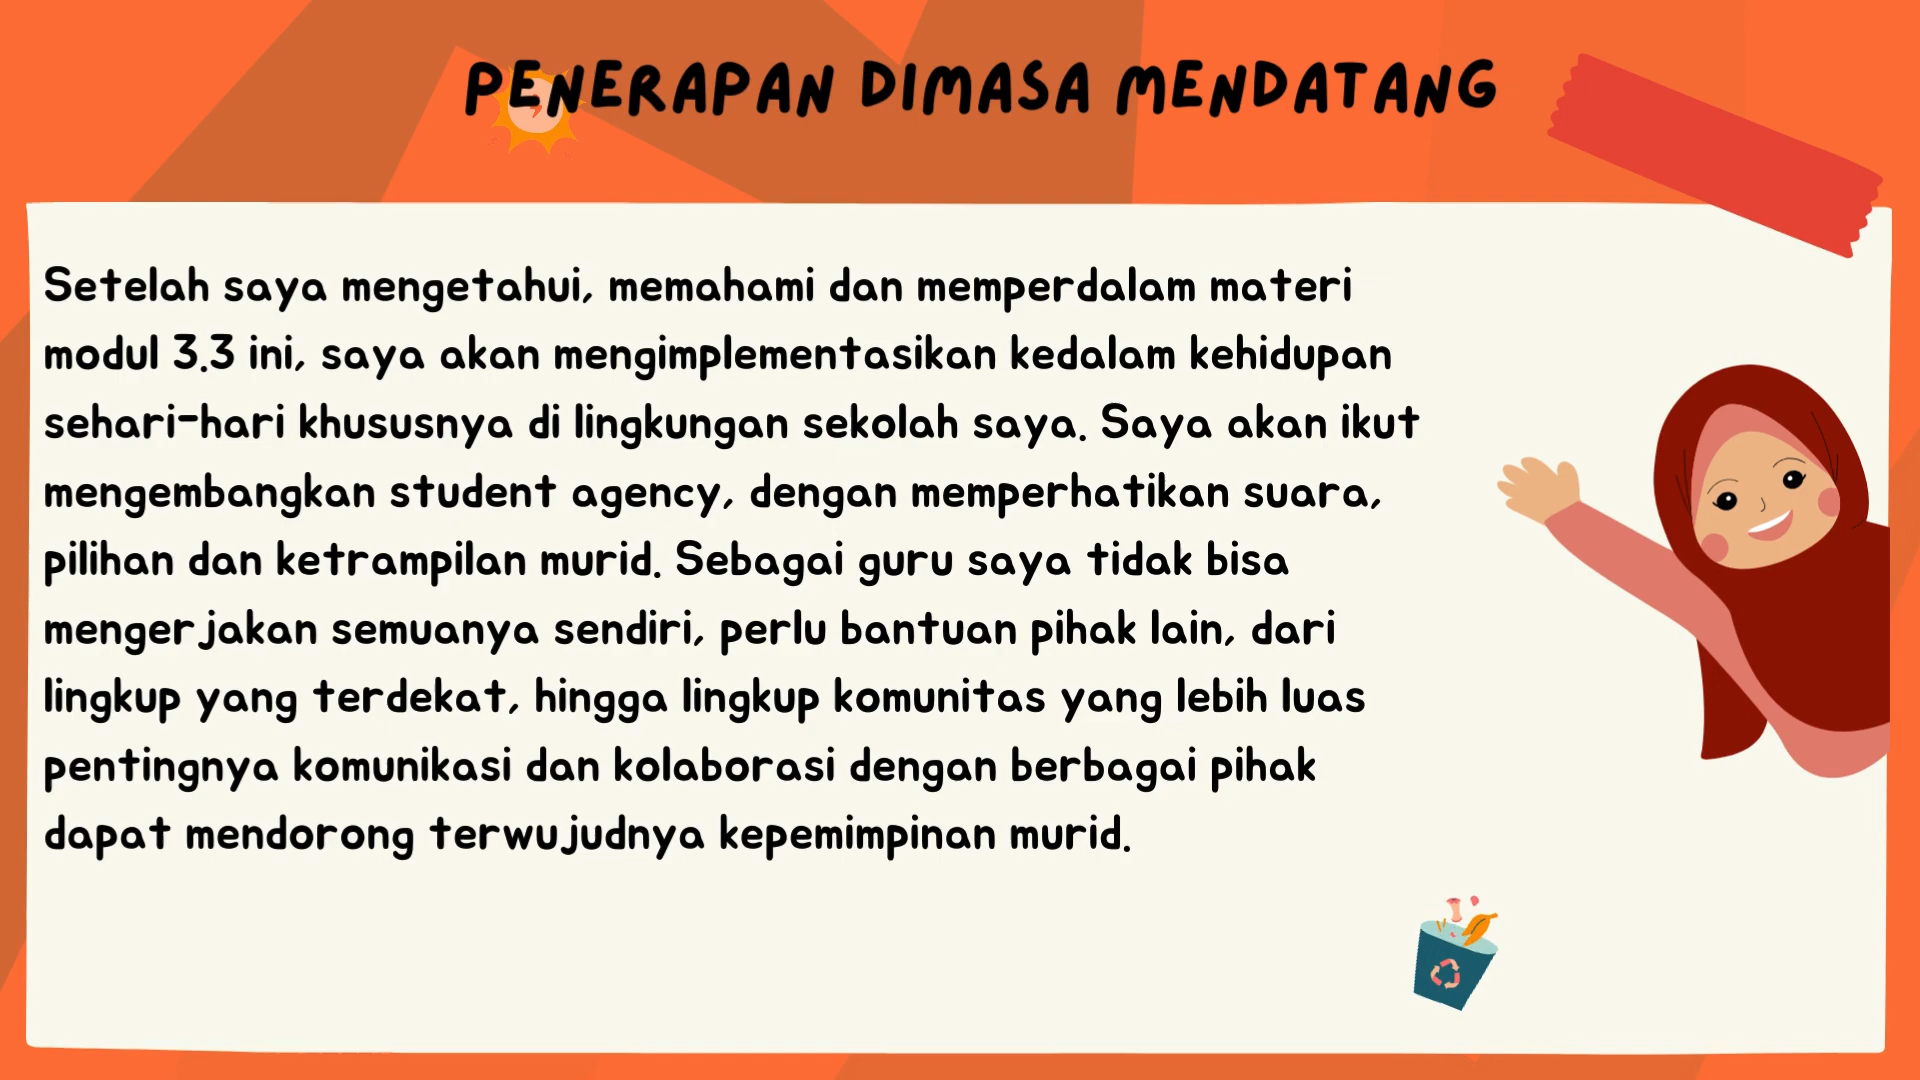 PENERAPAN DIMASA MENDATANG
Setelah saya mengetahui, memahami dan memperdalam materi
modul 3.3 ini, saya akan mengimplementasikan kedalam kehidupan
sehari-hari khususnya di lingkungan sekolah saya. Saya akan ikut
mengembangkan student agency, dengan memperhatikan suara,
pilihan dan ketrampilan murid. Sebagai guru saya tidak bisa
mengerjakan semuanya sendiri, perlu bantuan pihak lain, dari
lingkup yang terdekat, hingga lingkup komunitas yang lebih luas
pentingnya komunikasi dan kolaborasi dengan berbagai pihak
dapat mendorong terwujudnya kepemimpinan murid.